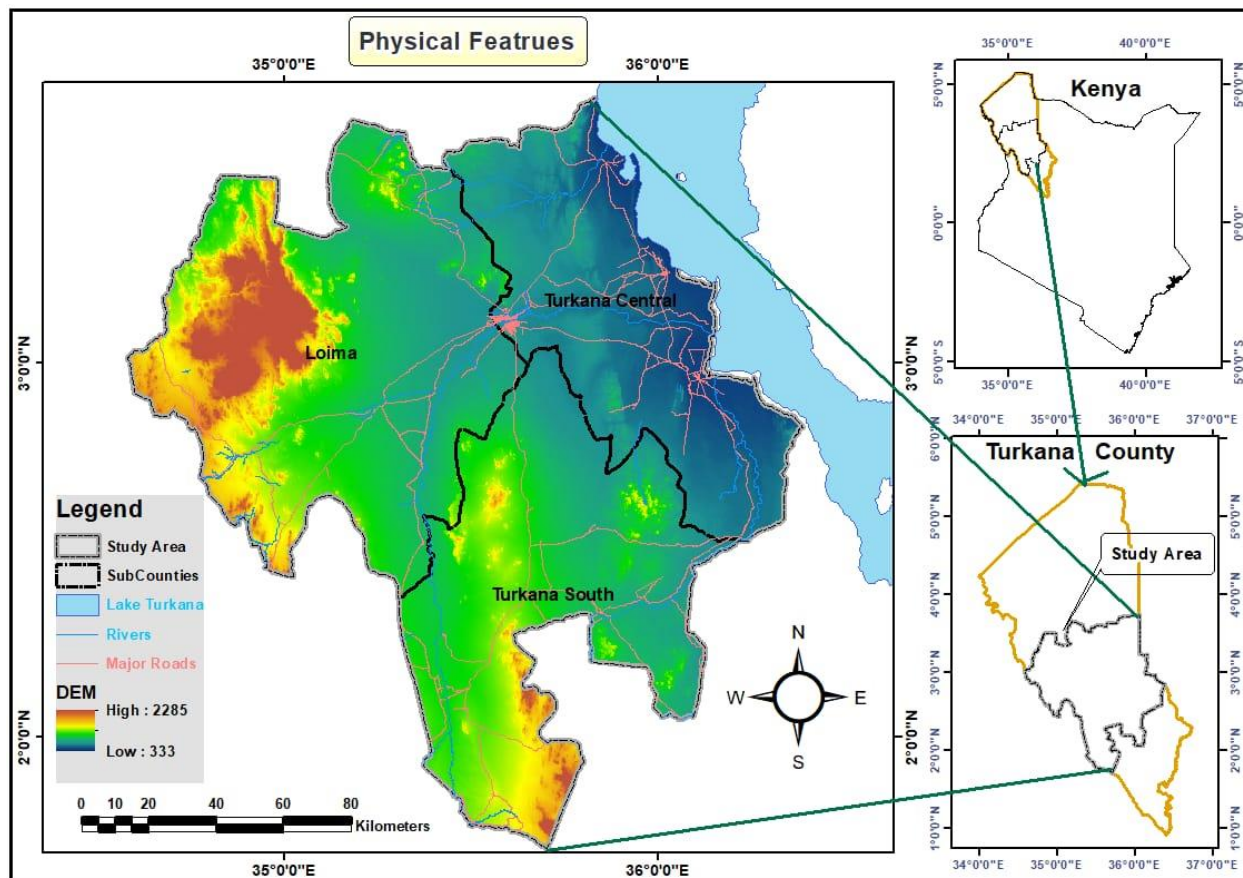 Physical Featrues
35°0'0"E
36°0'0"E
3°0'0"N
2°0'0"N
3°0'0"N
2°0'0"N
35°0'0"E
36°0'0"E
Turkana Central
Loima
Turkana South
Legend
Study Area
SubCounties
Lake Turkana
Rivers
Major Roads
DEM
High : 2285
Low : 333
0 10 20 40 60 80
Kilometers
N
W E
S
35°0'0"E 40°0'0"E
Kenya
5°0'0"N
0°0'0"N
5°0'0"S
5°0'0"N
0°0'0"N
5°0'0"S
35°0'0"E 40°0'0"E
34°0'0"E 35°0'0"E 36°0'0"E 37°0'0"E
Turkana County
Study Area
6°0'0"N
5°0'0"N
4°0'0"N
3°0'0"N
2°0'0"N
1°0'0"N
5°0'0"N
4°0'0"N
3°0'0"N
2°0'0"N
1°0'0"N
34°0'0"E 35°0'0"E 36°0'0"E 37°0'0"E